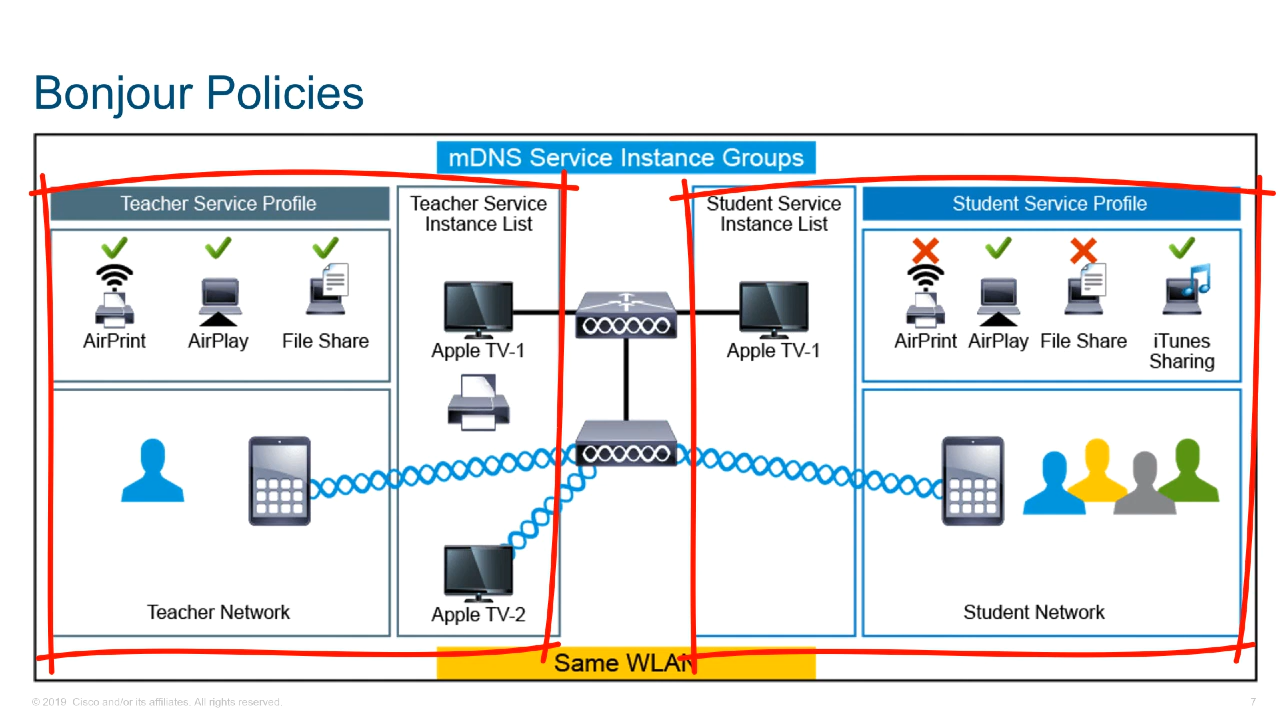 Bonjour Policies
mDNS Service Instance Groups
Teacher Service Profile
AirPrint
AirPlay
File Share
Teacher Network
Teacher Service
Instance List
Apple TV-1
Apple TV-2
Student Service
Instance List
Apple TV-1
Student Service Profile
AirPrint
AirPlay
File Share
iTunes
Sharing
Student Network
Same WLAN
© 2019 Cisco and/or its affiliates, All rights reserved.
7